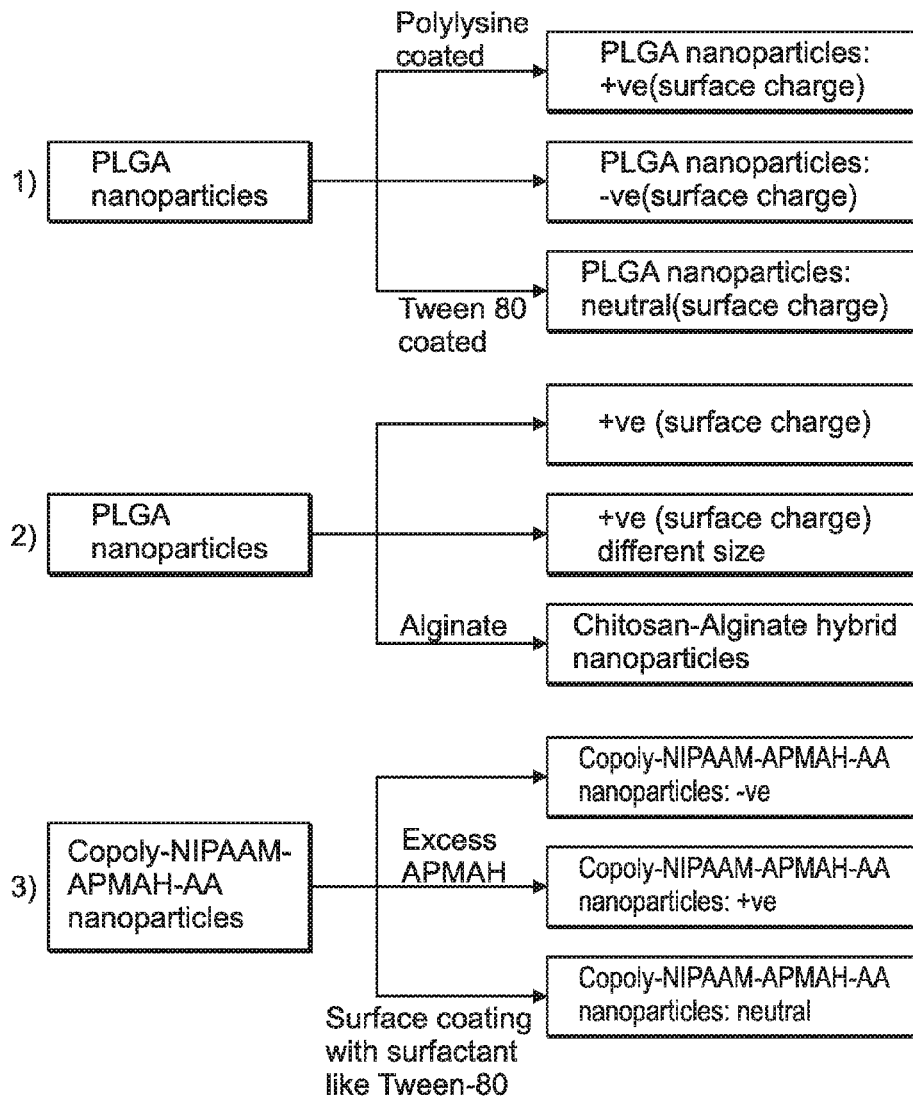 Polylysine
coated
PLGA nanoparticles:
+ve(surface charge)
1)
PLGA
nanoparticles
PLGA nanoparticles:
-ve(surface charge)
PLGA nanoparticles:
neutral(surface charge)
Tween 80
coated
+ve (surface charge)
2)
PLGA
nanoparticles
+ve (surface charge)
different size
Alginate
Chitosan-Alginate hybrid
nanoparticles
Copoly-NIPAAM-APMAH-AA
nanoparticles: -ve
3)
Copoly-NIPAAM-
APMAH-AA
nanoparticles
Excess
APMAH
Copoly-NIPAAM-APMAH-AA
nanoparticles: +ve
Copoly-NIPAAM-APMAH-AA
nanoparticles: neutral
Surface coating
with surfactant
like Tween-80